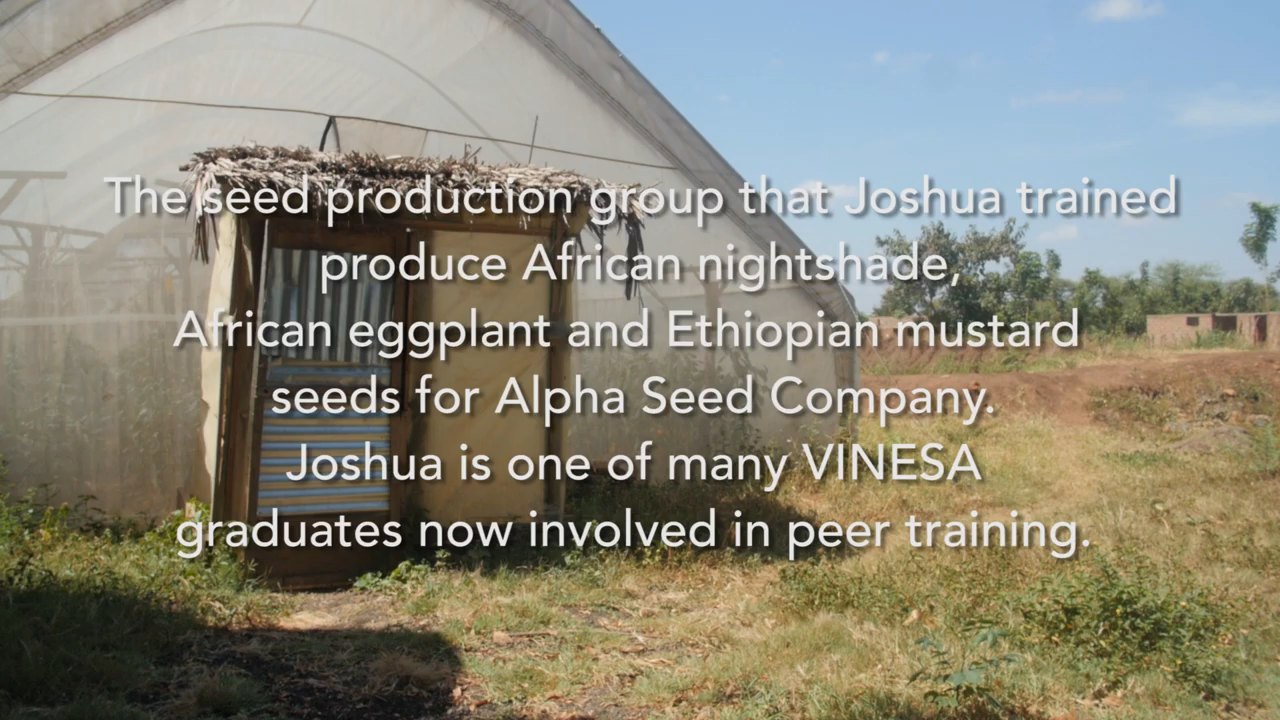 The seed production group that Joshua trained
produce African nightshade,
African eggplant and Ethiopian mustard
seeds for Alpha Seed Company.
Joshua is one of many VINESA
graduates now involved in peer training.